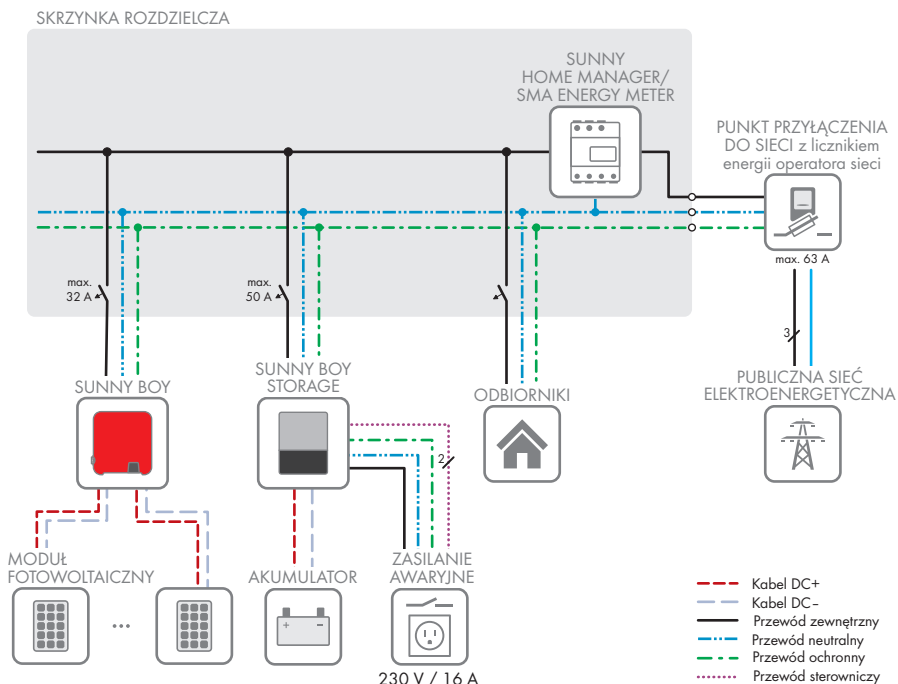 SKRZYNKA ROZDZIELCZA
SUNNY
HOME MANAGER/
SMA ENERGY METER
PUNKT PRZYŁĄCZENIA
DO SIECI z licznikiem
energii operatora sieci
max. 63 A
max.
32 A
max.
50 A
3
SUNNY BOY
SUNNY BOY
STORAGE
ODBIORNIKI
PUBLICZNA SIEĆ
ELEKTROENERGETYCZNA
2
MODUŁ
FOTOWOLTAICZNY
...
AKUMULATOR
+ -
ZASILANIE
AWARYJNE
230 V / 16 A
Kabel DC+
Kabel DC–
Przewód zewnętrzny
Przewód neutralny
Przewód ochronny
Przewód sterowniczy